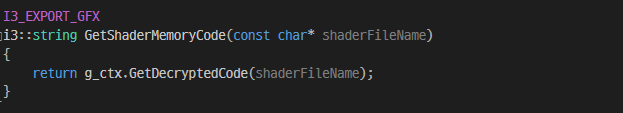 I3_EXPORT_GFX
i3::string GetShaderMemoryCode(const char* shaderFileName)
{
    return g_ctx.GetDecryptedCode(shaderFileName);
}